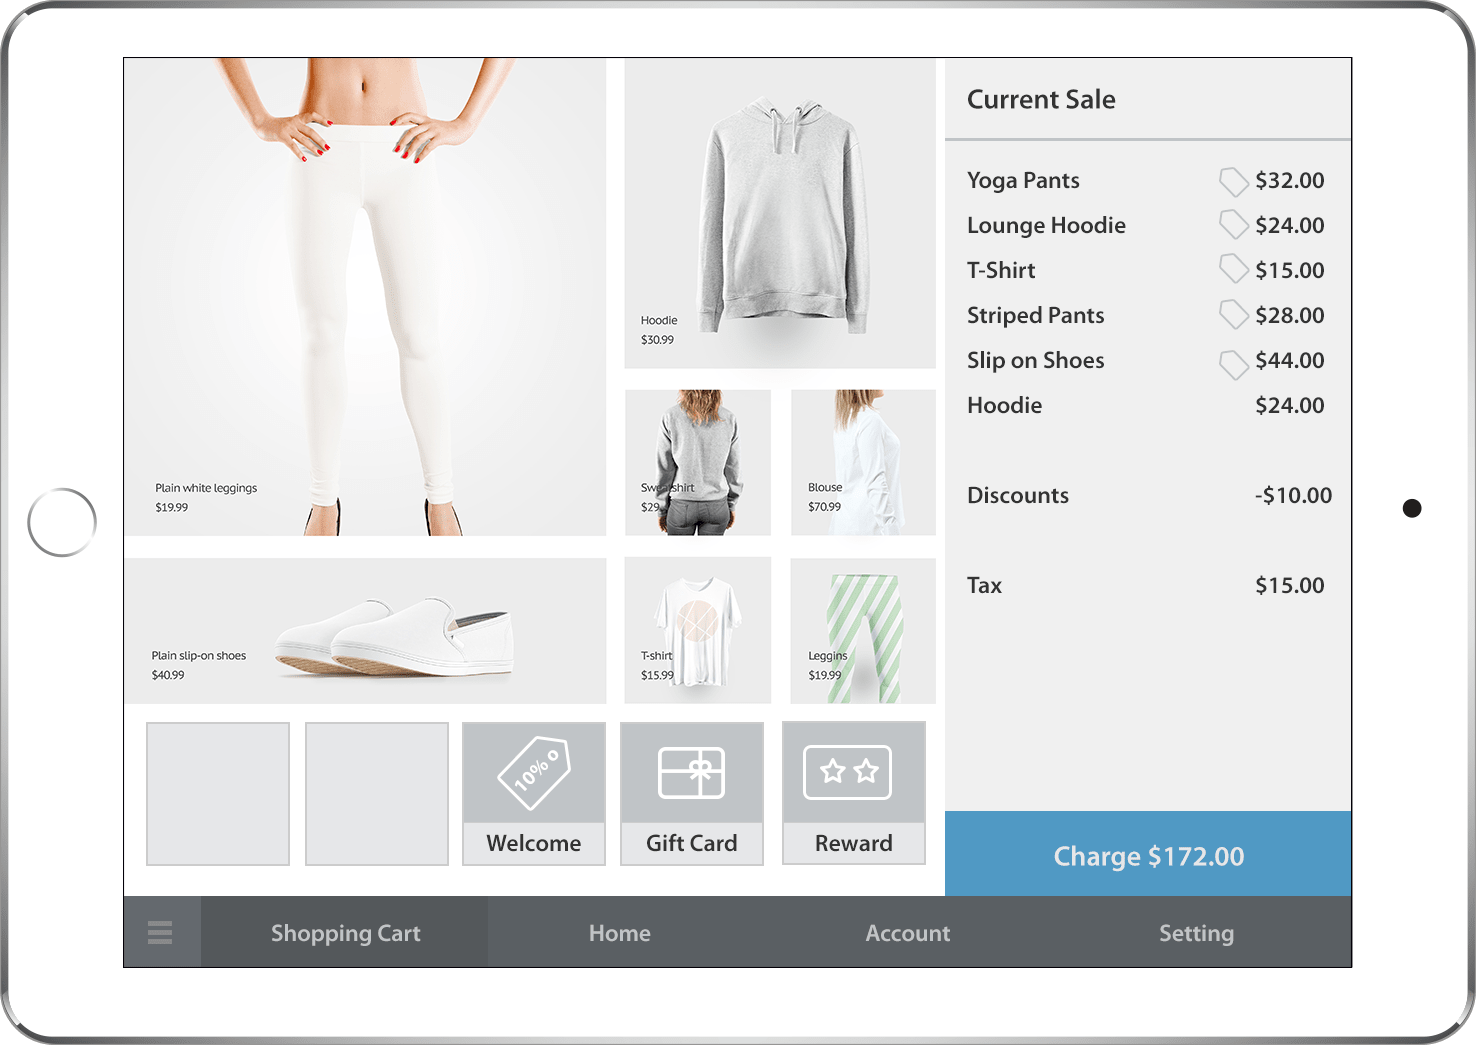 Plain white leggings
$19.99
Hoodie
$30.99
Sweatshirt
$29
Blouse
$70.99
Plain slip-on shoes
$40.99
T-shirt
$15.99
Leggins
$19.99
10%
Welcome
Gift Card
Reward
Current Sale
Yoga Pants $32.00
Lounge Hoodie $24.00
T-Shirt $15.00
Striped Pants $28.00
Slip on Shoes $44.00
Hoodie $24.00
Discounts -$10.00
Tax $15.00
Charge $172.00
Shopping Cart Home Account Setting